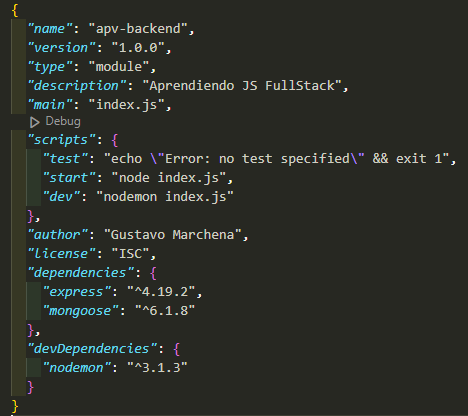 {
"name": "apv-backend",
"version": "1.0.0",
"type": "module",
"description": "Aprendiendo JS FullStack",
"main": "index.js",
Debug
"scripts": {
"test": "echo \"Error: no test specified\" && exit 1",
"start": "node index.js",
"dev": "nodemon index.js"
},
"author": "Gustavo Marchena",
"license": "ISC",
"dependencies": {
"express": "^4.19.2",
"mongoose": "^6.1.8"
},
"devDependencies": {
"nodemon": "^3.1.3"
}
}